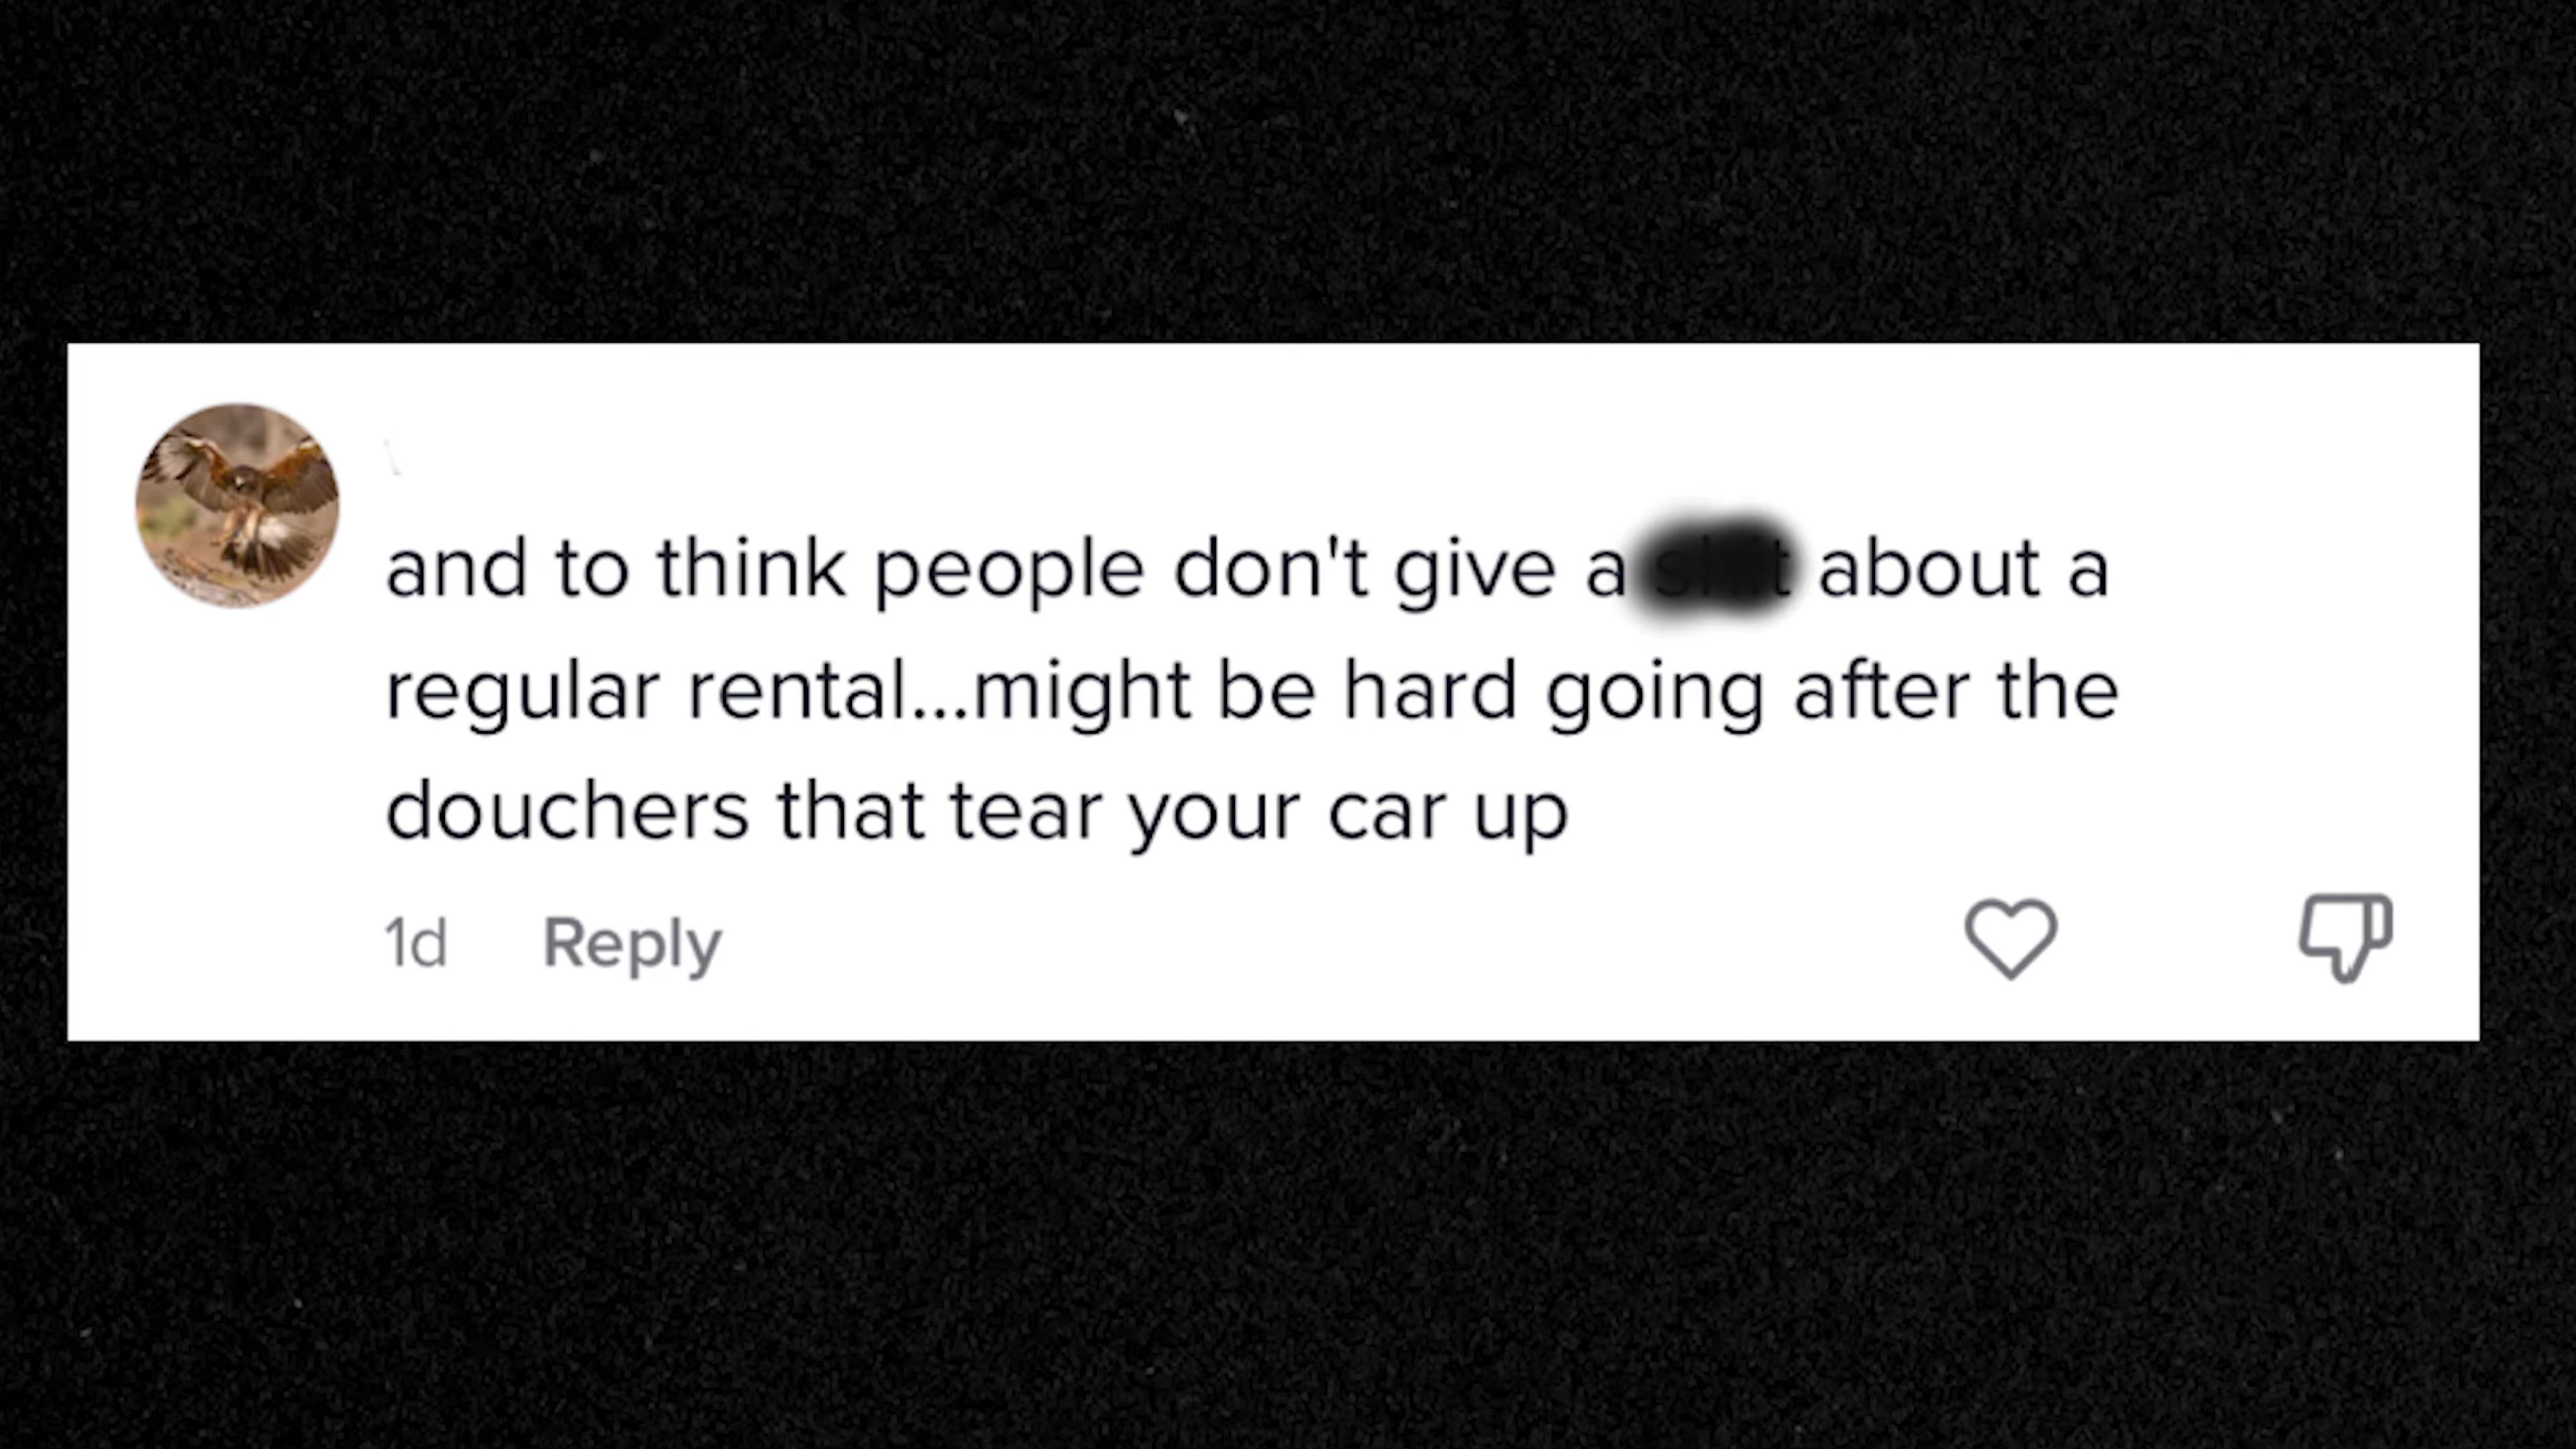 and to think people don't give a about a
regular rental...might be hard going after the
douchers that tear your car up
1d Reply